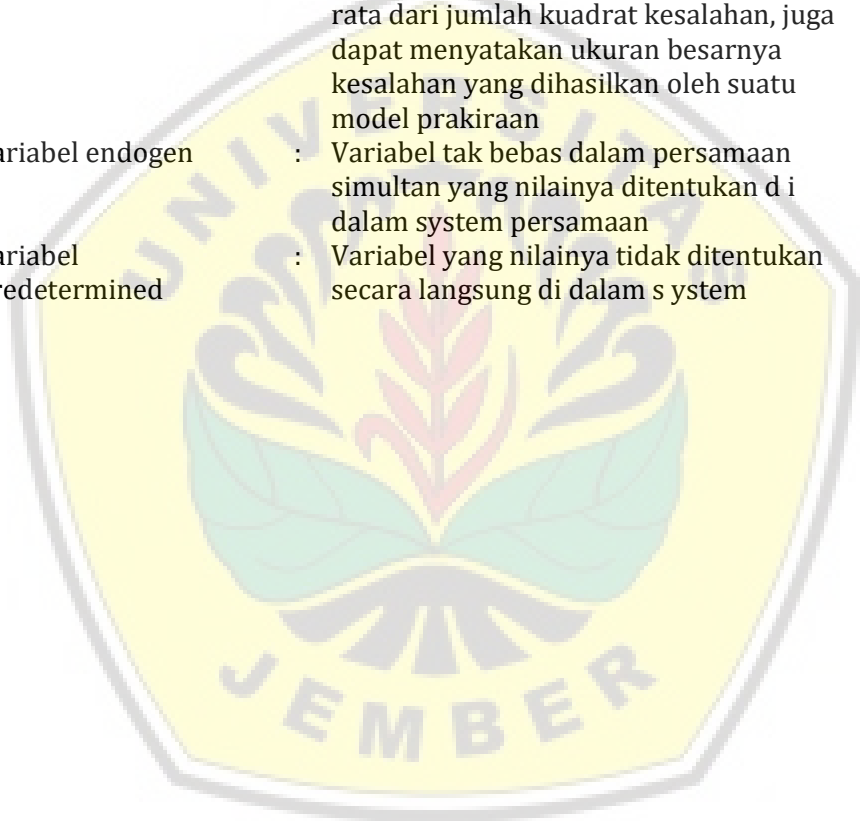 rata dari jumlah kuadrat kesalahan, juga
dapat menyatakan ukuran besarnya
kesalahan yang dihasilkan oleh suatu
model prakiraan
ariabel endogen : Variabel tak bebas dalam persamaan
simultan yang nilainya ditentukan d i
dalam system persamaan
ariabel : Variabel yang nilainya tidak ditentukan
redetermined secara langsung di dalam s ystem
UNIVERSITAS
JEMBER